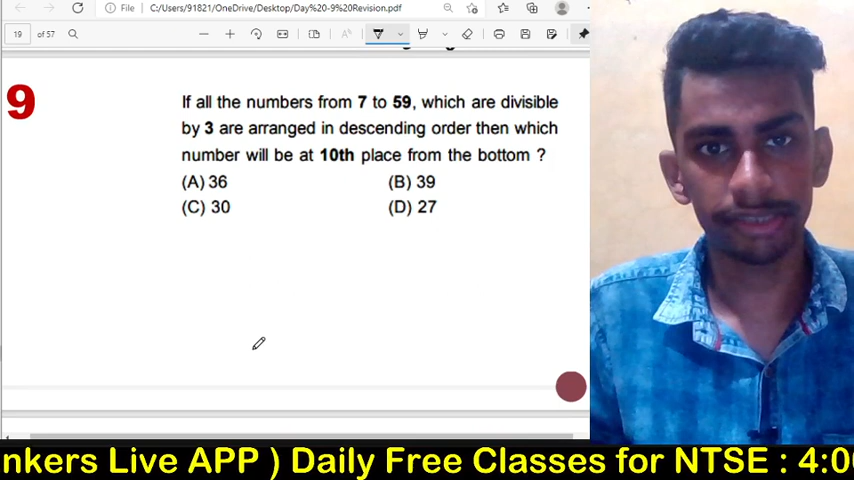 File C:/Users/91821/OneDrive/Desktop/Day%20-9%20Revision.pdf
19 of 57
9
If all the numbers from 7 to 59, which are divisible
by 3 are arranged in descending order then which
number will be at 10th place from the bottom ?
(A) 36 (B) 39
(C) 30 (D) 27
nkers Live APP ) Daily Free Classes for NTSE : 4:00